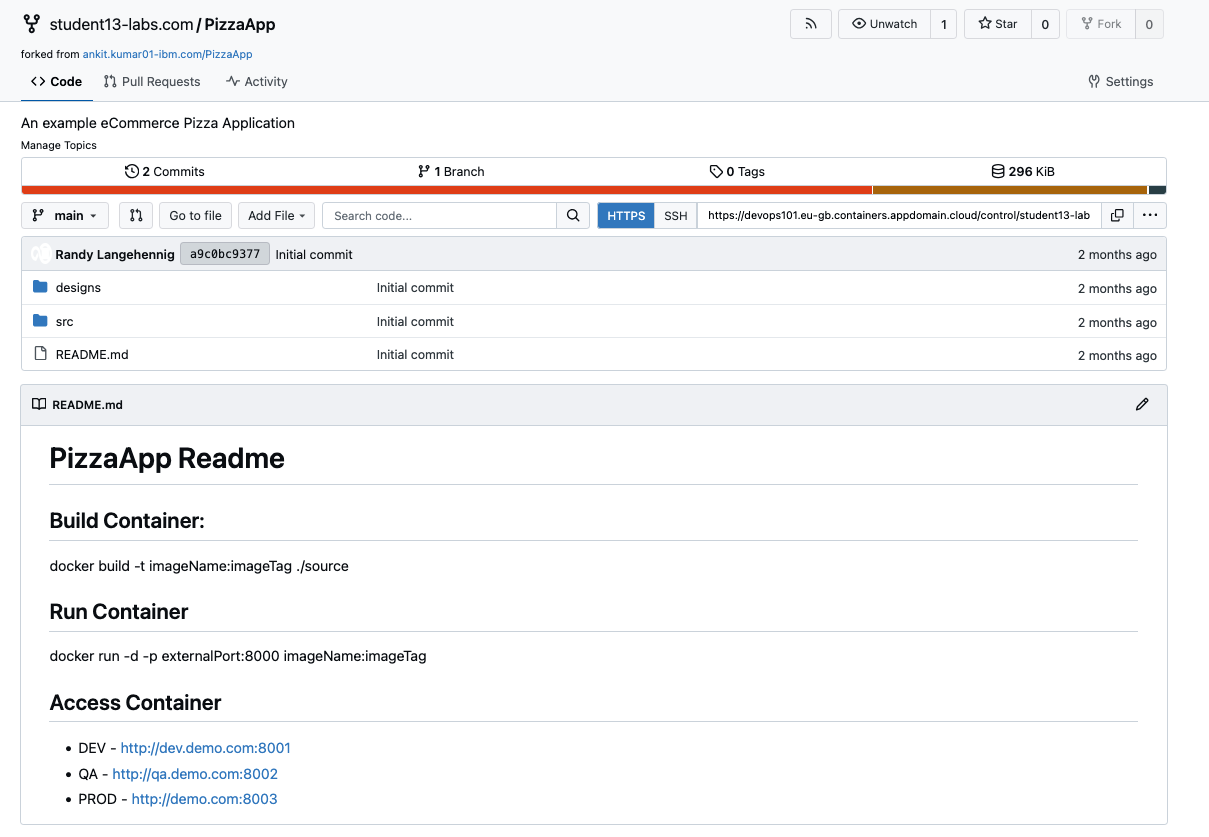 student13-labs.com / PizzaApp
Unwatch 1 Star 0 Fork 0
forked from ankit.kumar01-ibm.com/PizzaApp
Code Pull Requests Activity Settings
An example eCommerce Pizza Application
Manage Topics
2 Commits 1 Branch 0 Tags 296 KiB
main Go to file Add File Search code... HTTPS SSH https://devops101.eu-gb.containers.appdomain.cloud/control/student13-lab
Randy Langehennig a9c0bc9377 Initial commit 2 months ago
designs Initial commit 2 months ago
src Initial commit 2 months ago
README.md Initial commit 2 months ago
README.md
PizzaApp Readme
Build Container:
docker build -t imageName:imageTag ./source
Run Container
docker run -d -p externalPort:8000 imageName:imageTag
Access Container
• DEV - http://dev.demo.com:8001
• QA - http://qa.demo.com:8002
• PROD - http://demo.com:8003